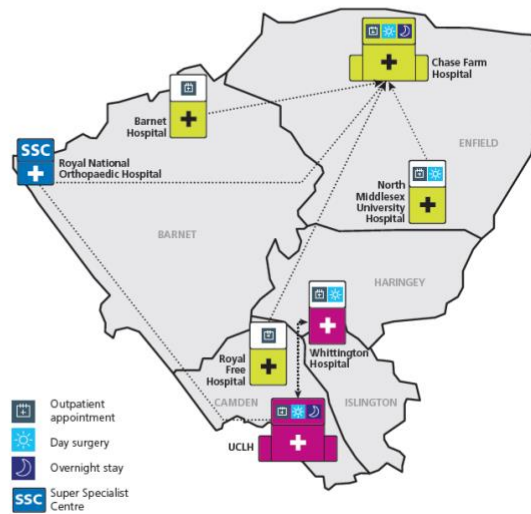 Chase Farm
Hospital
Barnet
Hospital
ENFIELD
SSC
Royal National
Orthopaedic Hospital
North
Middlesex
University
Hospital
BARNET
HARINGEY
Royal
Free
Hospital
Whittington
Hospital
CAMDEN
ISLINGTON
UCLH
Outpatient
appointment
Day surgery
Overnight stay
SSC
Super Specialist
Centre